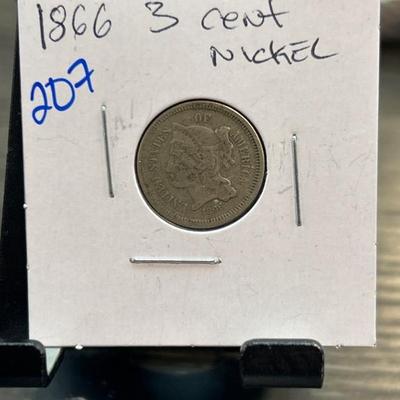 1866 3 cent
NICKEL
207
UNITED STATES OF AMERICA